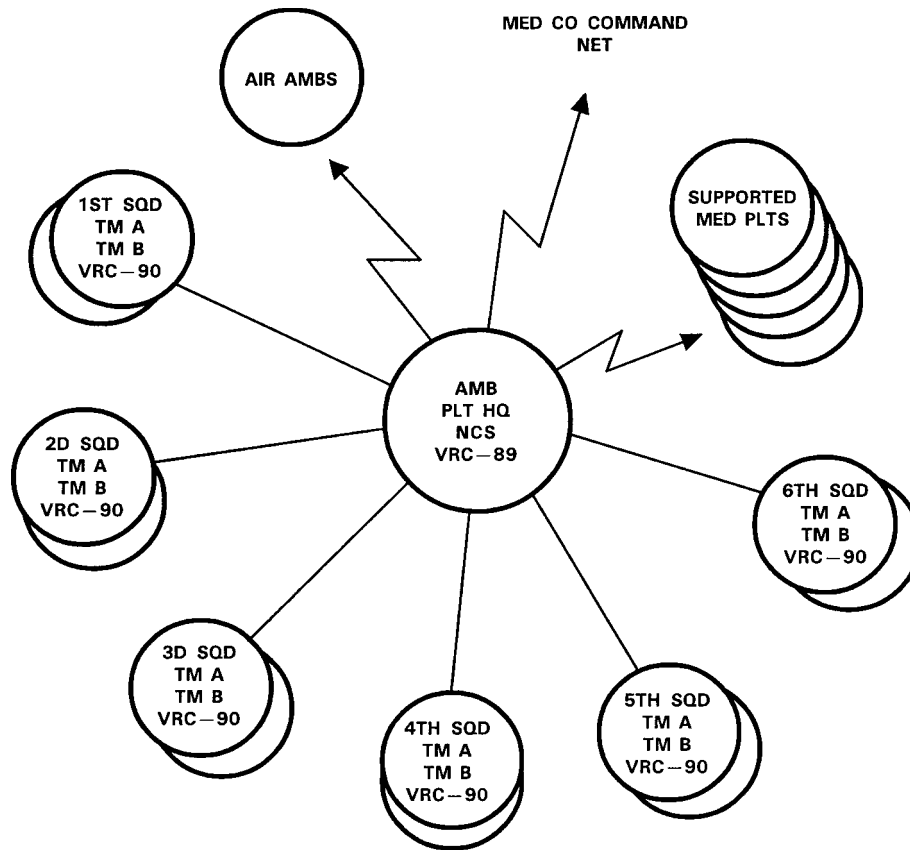 MED CO COMMAND
NET
AIR AMBS
SUPPORTED
MED PLTS
1ST SQD
TM A
TM B
VRC—90
AMB
PLT HQ
NCS
VRC—89
2D SQD
TM A
TM B
VRC—90
6TH SQD
TM A
TM B
VRC—90
3D SQD
TM A
TM B
VRC—90
4TH SQD
TM A
TM B
VRC—90
5TH SQD
TM A
TM B
VRC—90